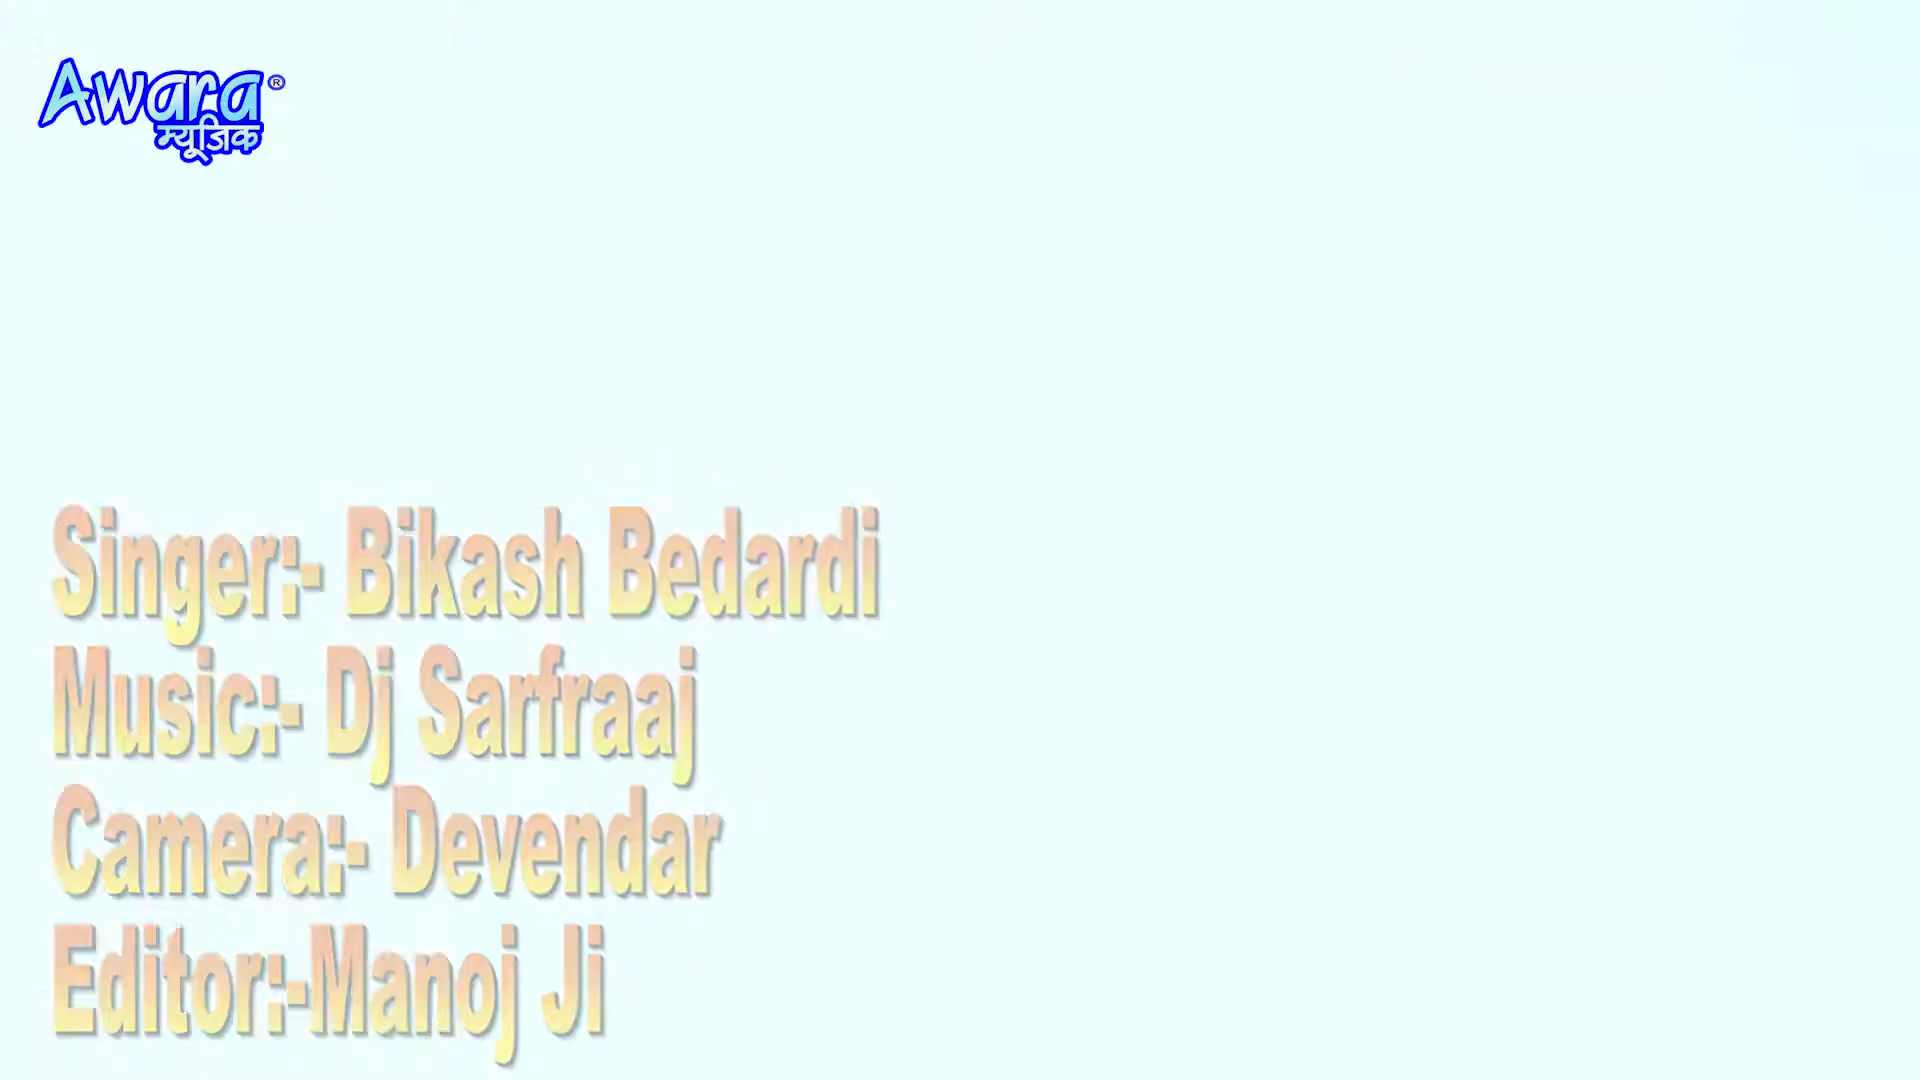 Awara®
म्यूजिक
Singer:- Bikash Bedardi
Music:- Dj Sarfraaj
Camera:- Devendar
Editor:-Manoj Ji